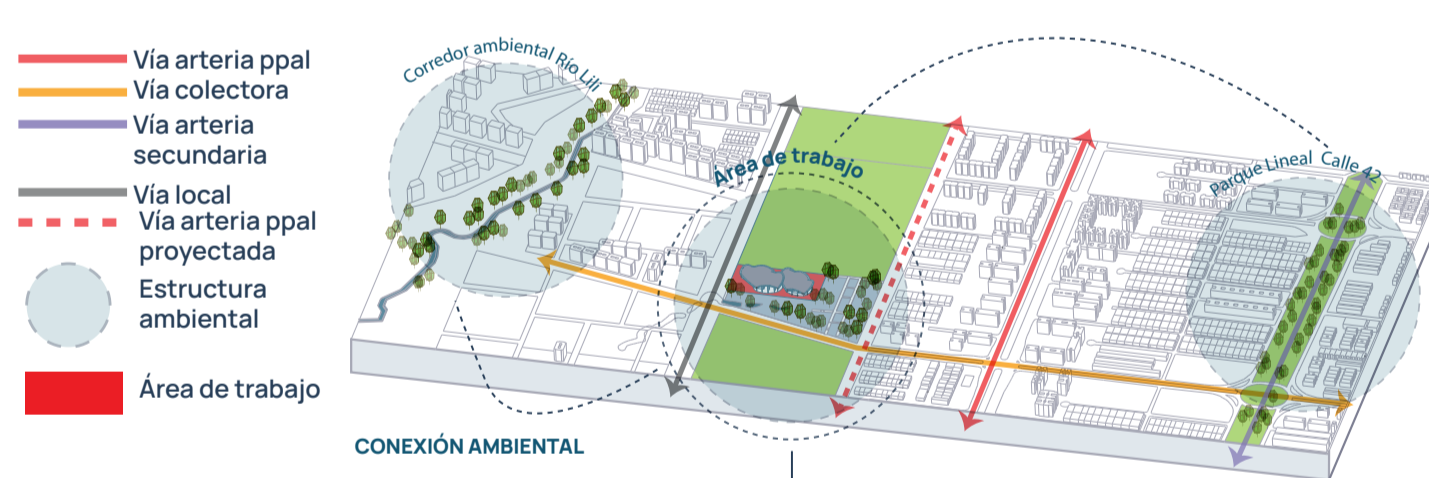 Vía arteria ppal
Vía colectora
Vía arteria
secundaria
Vía local
Vía arteria ppal
proyectada
Estructura
ambiental
Área de trabajo
Corredor ambiental Río Lili
Área de trabajo
Parque Lineal Calle 42
CONEXIÓN AMBIENTAL